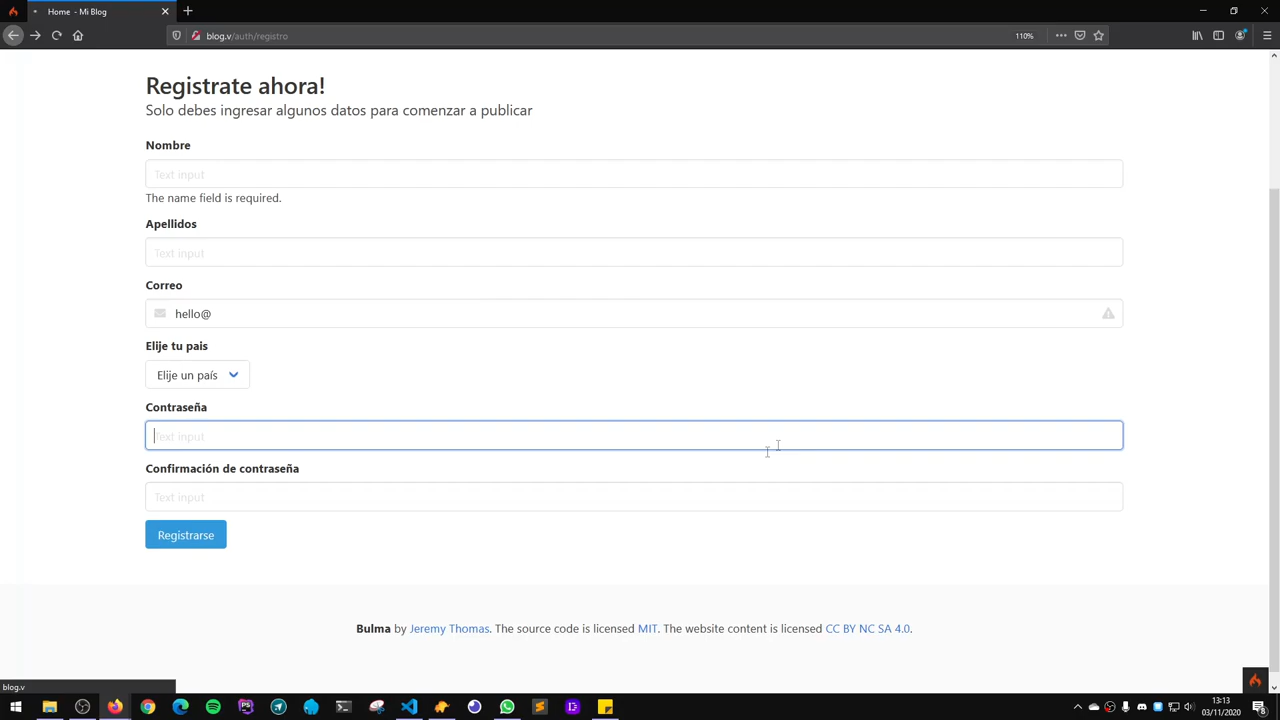 Home - Mi Blog
blog.v/auth/registro
110%
Registrate ahora!
Solo debes ingresar algunos datos para comenzar a publicar
Nombre
Text input
The name field is required.
Apellidos
Text input
Correo
hello@
Elije tu pais
Elije un país
Contraseña
Text input
Confirmación de contraseña
Text input
Registrarse
Bulma by Jeremy Thomas. The source code is licensed MIT. The website content is licensed CC BY NC SA 4.0.
blog.v
13:13
03/11/2020